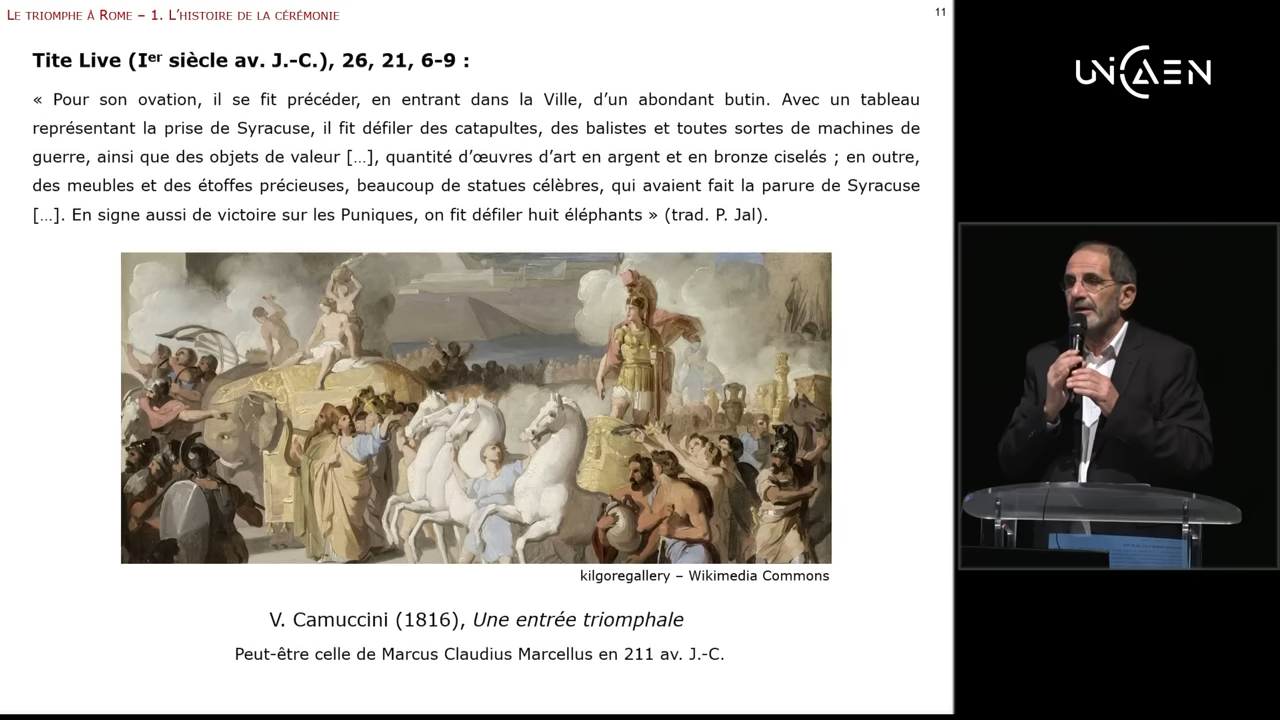 Le triomphe à Rome – 1. L'histoire de la cérémonie
11
Tite Live (Ier siècle av. J.-C.), 26, 21, 6-9 :
« Pour son ovation, il se fit précéder, en entrant dans la Ville, d'un abondant butin. Avec un tableau
représentant la prise de Syracuse, il fit défiler des catapultes, des balistes et toutes sortes de machines de
guerre, ainsi que des objets de valeur […], quantité d'œuvres d'art en argent et en bronze ciselés ; en outre,
des meubles et des étoffes précieuses, beaucoup de statues célèbres, qui avaient fait la parure de Syracuse
[…]. En signe aussi de victoire sur les Puniques, on fit défiler huit éléphants » (trad. P. Jal).
kilgoregallery – Wikimedia Commons
V. Camuccini (1816), Une entrée triomphale
Peut-être celle de Marcus Claudius Marcellus en 211 av. J.-C.
UNICAEN